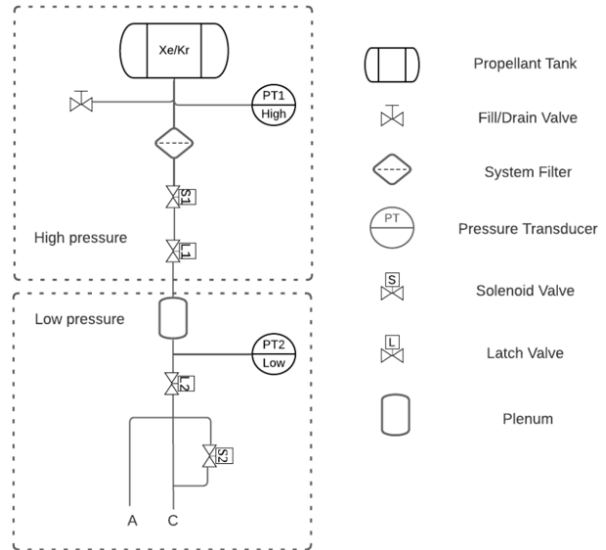 Xe/Kr
PT1
High
S1
L1
High pressure
Low pressure
PT2
Low
L2
S2
A
C
Propellant Tank
Fill/Drain Valve
System Filter
PT
Pressure Transducer
S
Solenoid Valve
L
Latch Valve
Plenum